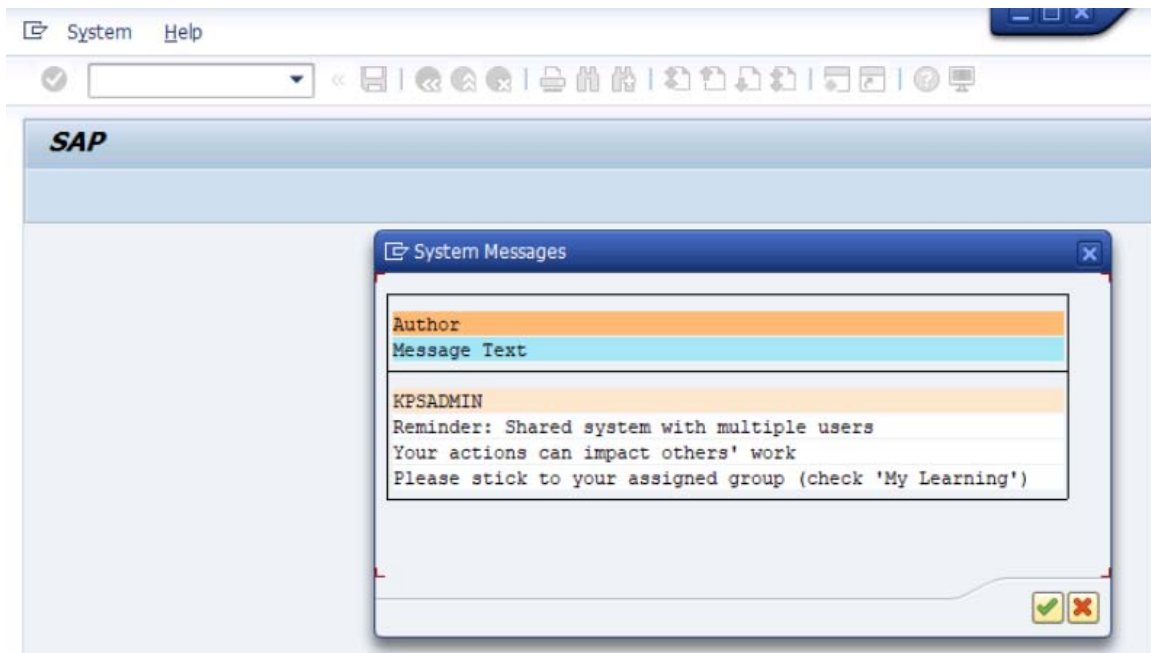 System Help
SAP
System Messages
Author
Message Text
KPSADMIN
Reminder: Shared system with multiple users
Your actions can impact others' work
Please stick to your assigned group (check 'My Learning')